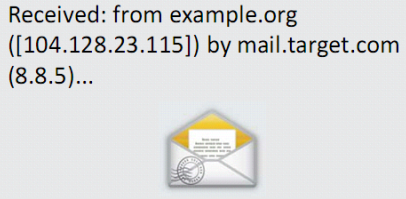 Received: from example.org
([104.128.23.115]) by mail.target.com
(8.8.5)...